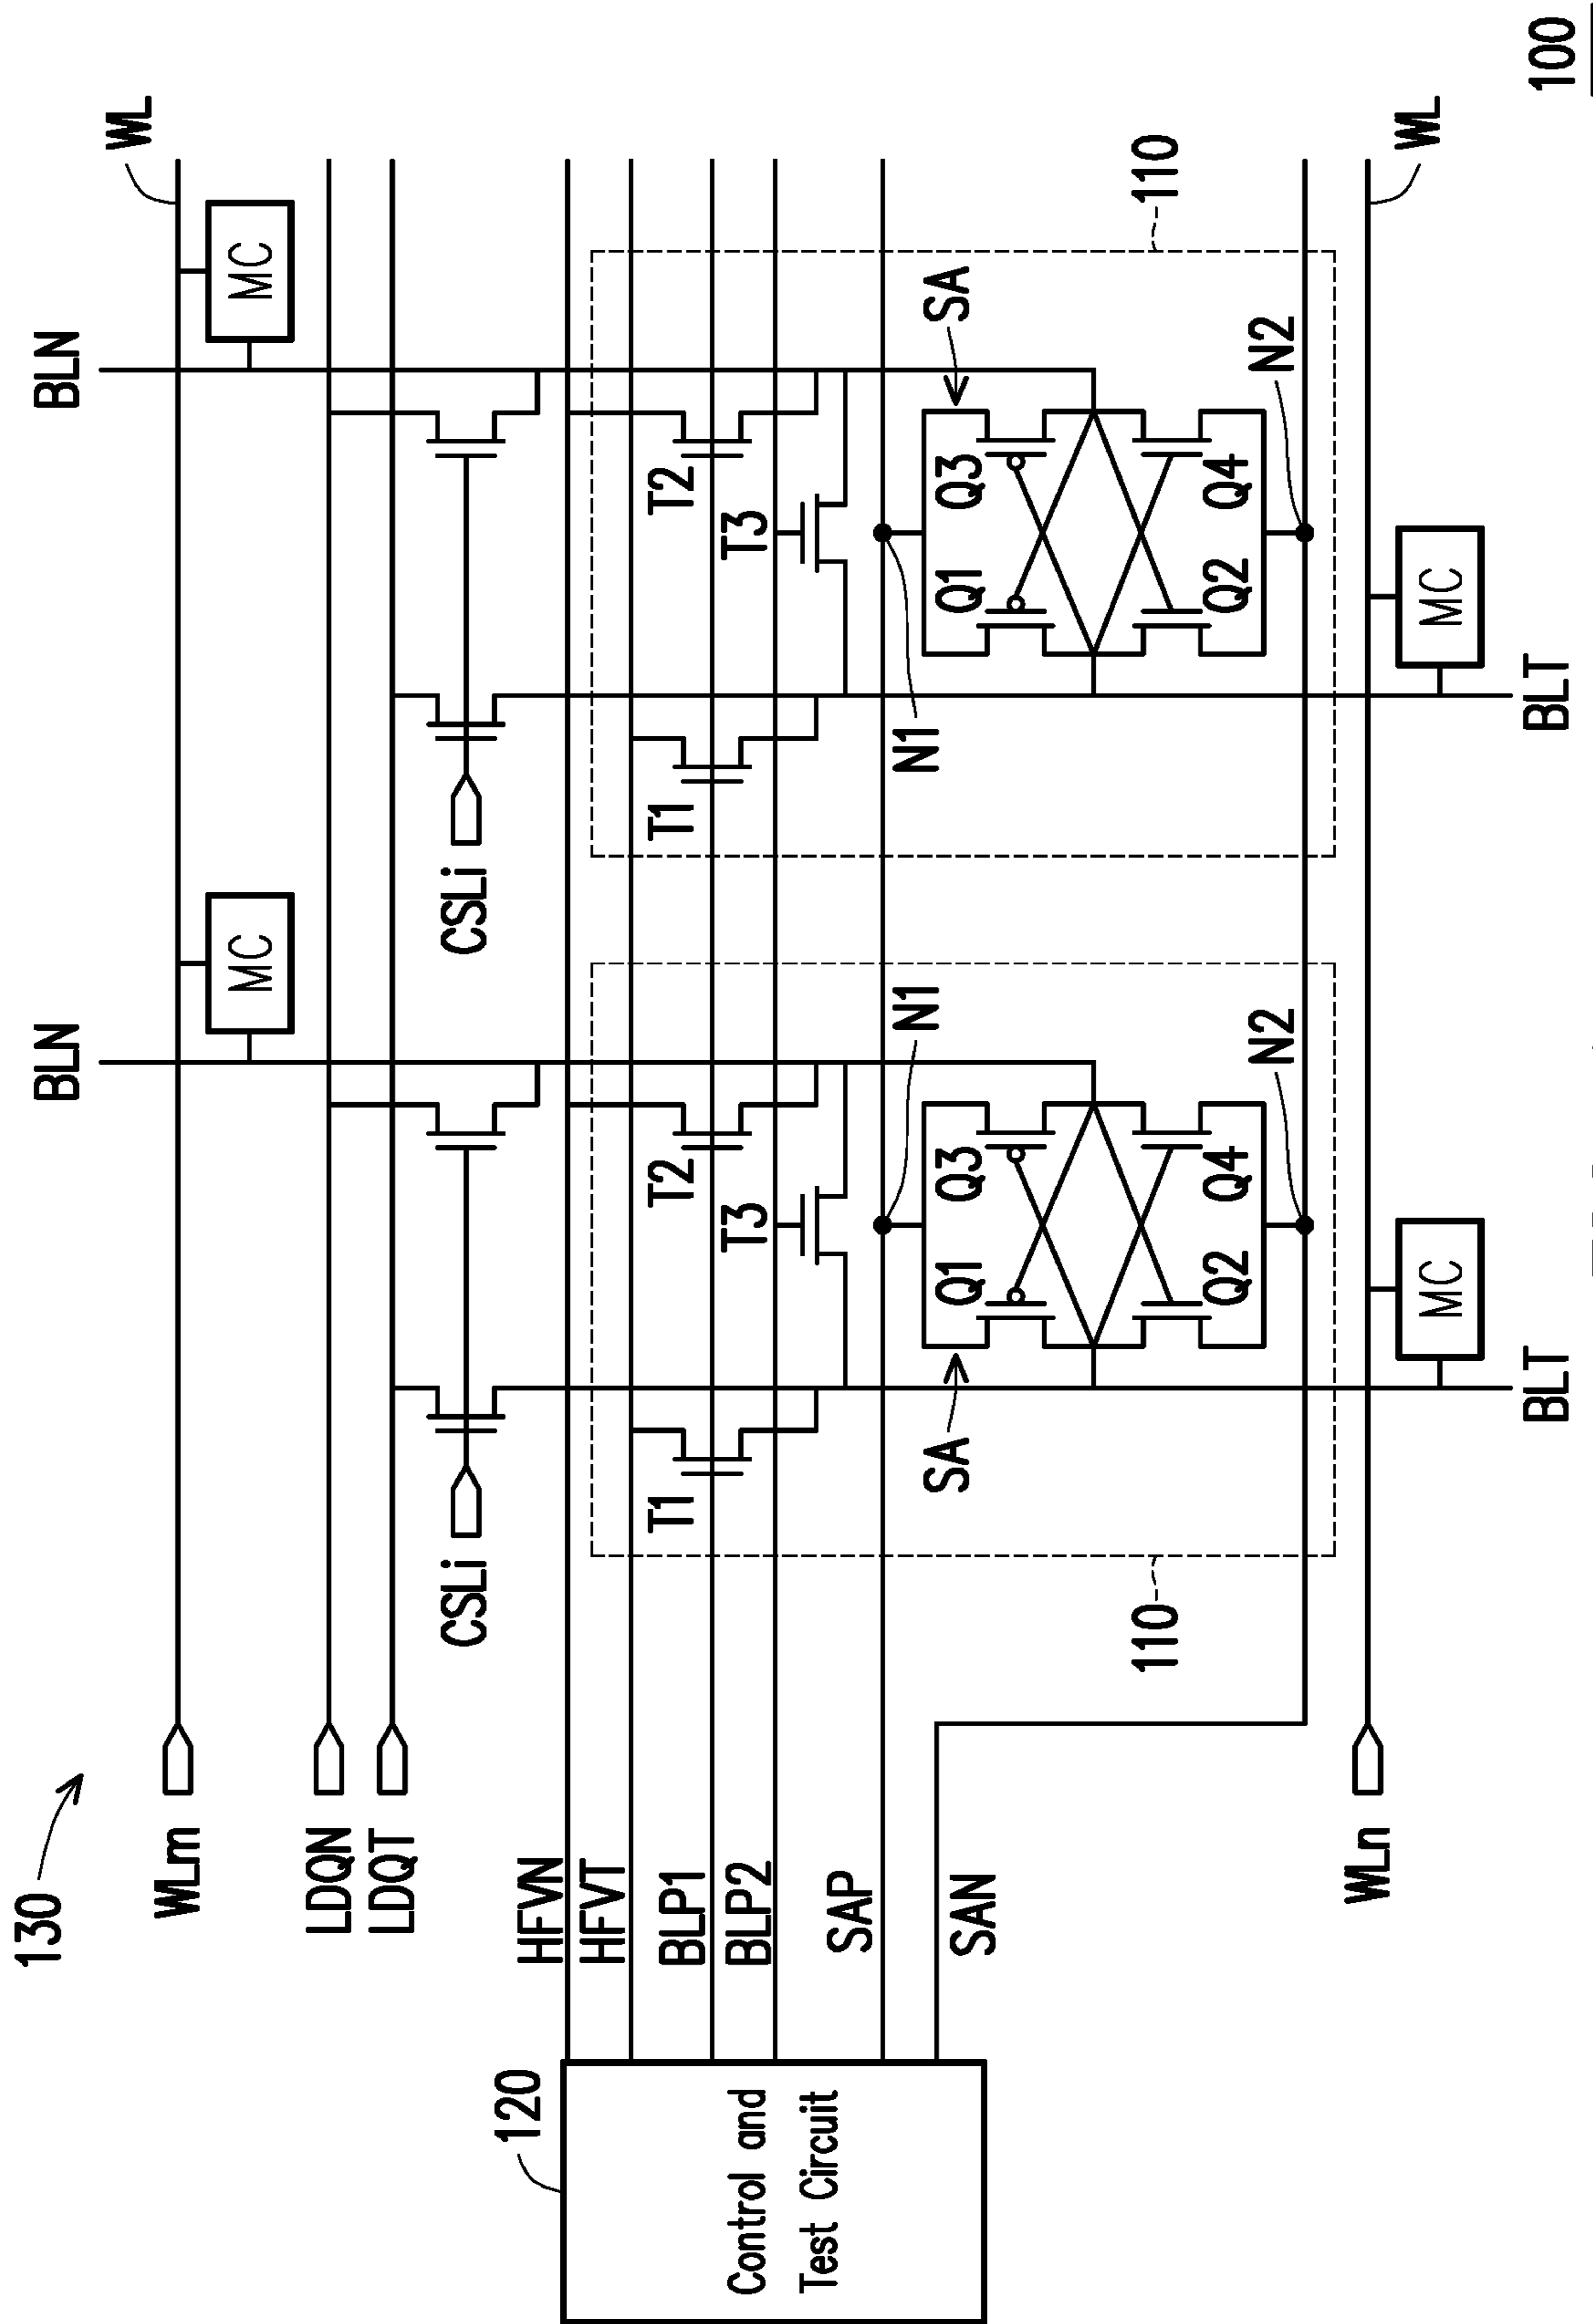 130
BLN
BLN
WL
WLm
MC
MC
LDQN
LDQT
CSLi
CSLi
120
HFVN
HFVT
BLP1
BLP2
SAP
SAN
Control and
Test Circuit
T1
T2
T3
T1
T2
T3
SA
Q1
Q3
N1
N1
Q1
Q3
SA
110
Q2
Q4
N2
Q2
Q4
N2
110
WLn
MC
MC
WL
BLT
BLT
100